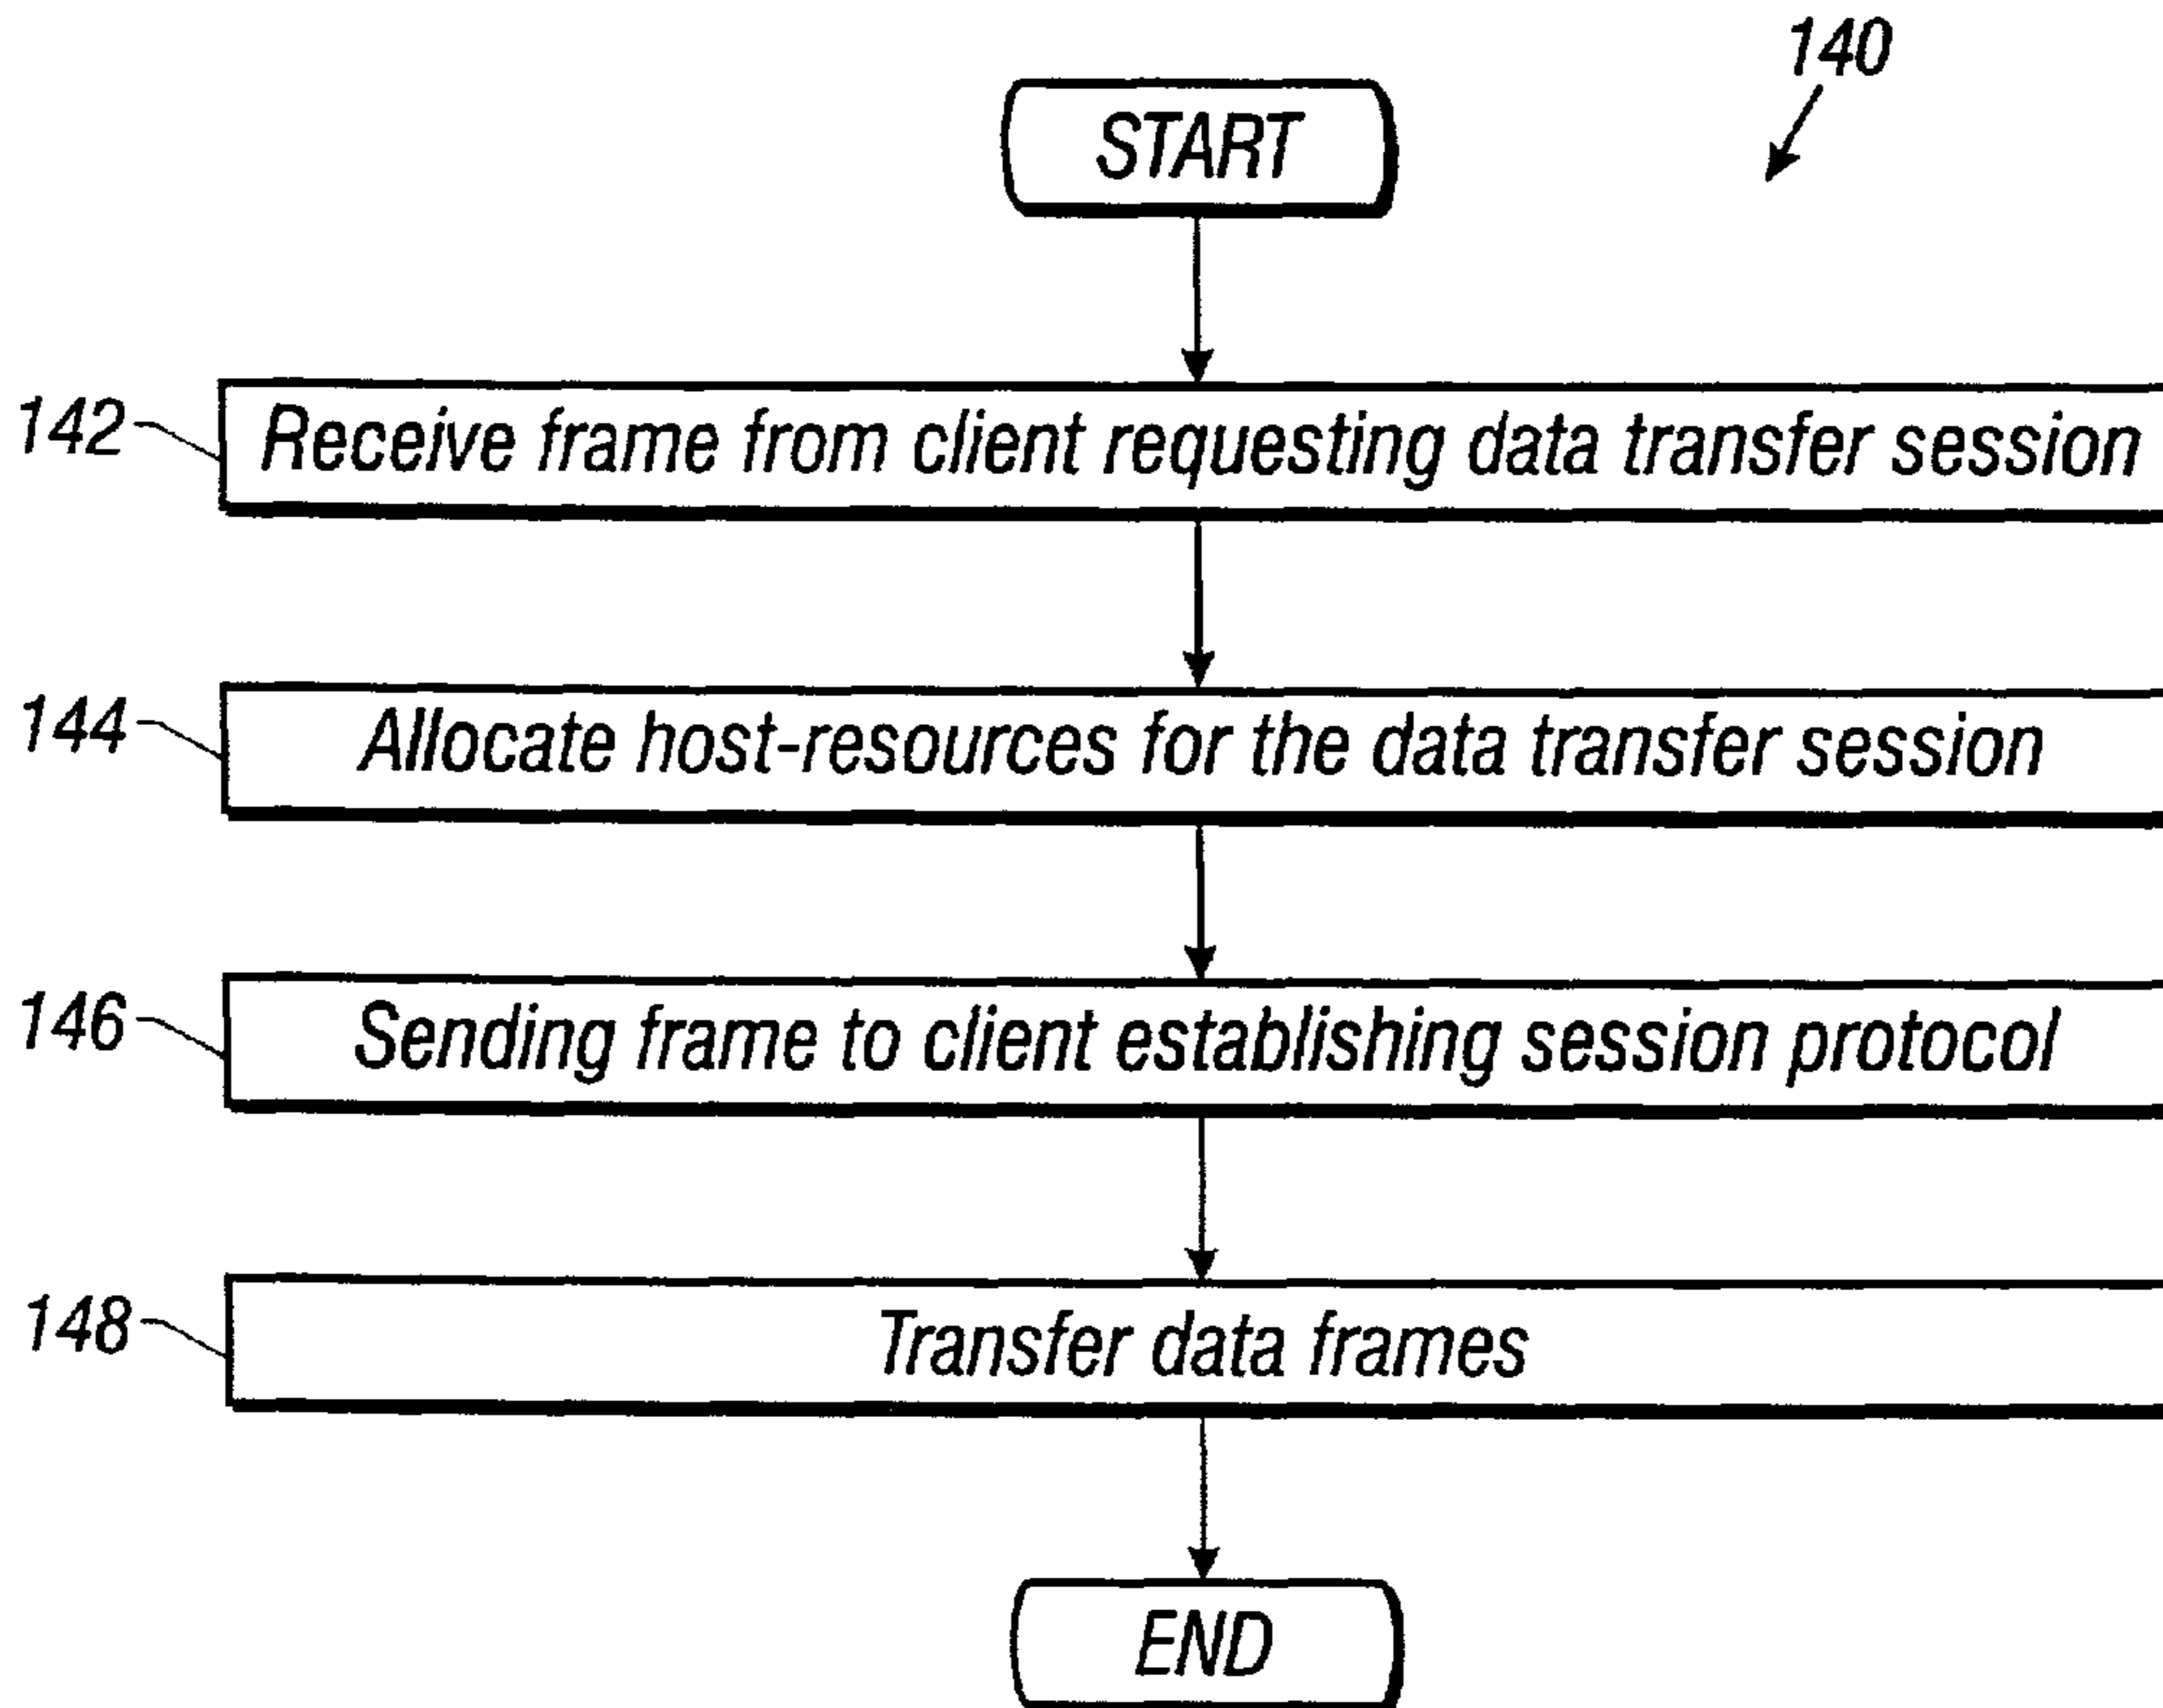 140
START
142
Receive frame from client requesting data transfer session
144
Allocate host-resources for the data transfer session
146
Sending frame to client establishing session protocol
148
Transfer data frames
END